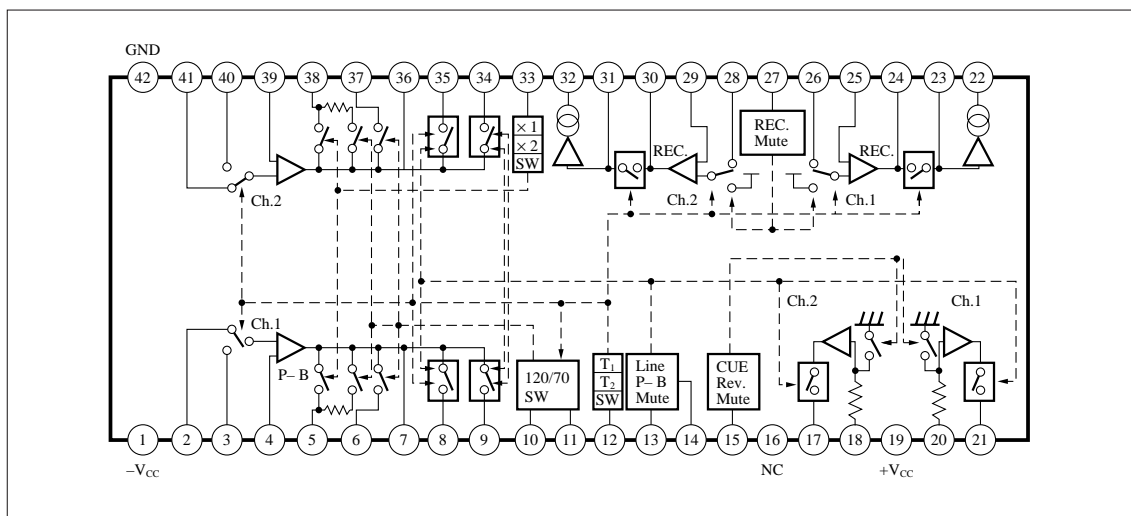 GND
42 41 40 39 38 37 36 35 34 33 32 31 30 29 28 27 26 25 24 23 22
× 1
× 2
SW
REC.
REC.
Mute
REC.
Ch.2
Ch.2
Ch.1
Ch.1
P– B
120/70
SW
T₁
T₂
SW
Line
P– B
Mute
CUE
Rev.
Mute
Ch.2
Ch.1
1 2 3 4 5 6 7 8 9 10 11 12 13 14 15 16 17 18 19 20 21
–V_CC
NC
+V_CC